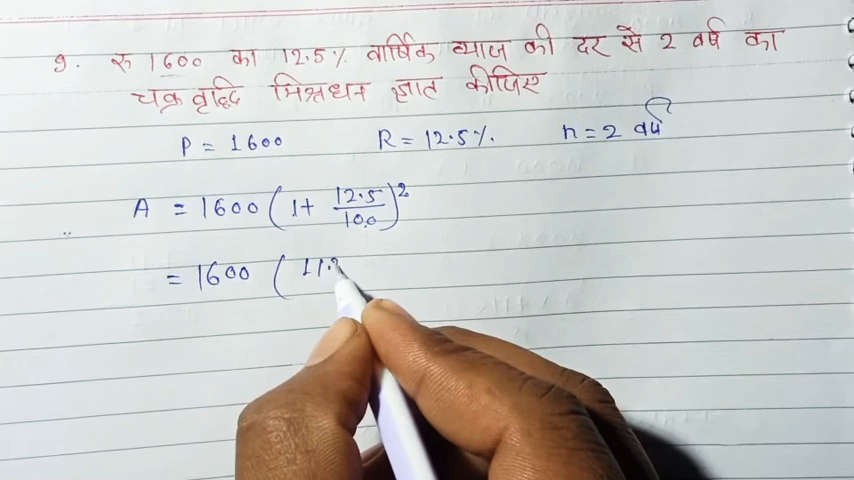 9. रु 1600 का 12.5% वार्षिक व्याज की दर से 2 वर्ष का
चक्र वृद्धि मिश्रधन ज्ञात कीजिए
P = 1600 R = 12.5%. n = 2 वर्ष
A = 1600 ( 1 + 12.5/100 )²
= 1600 ( 11.